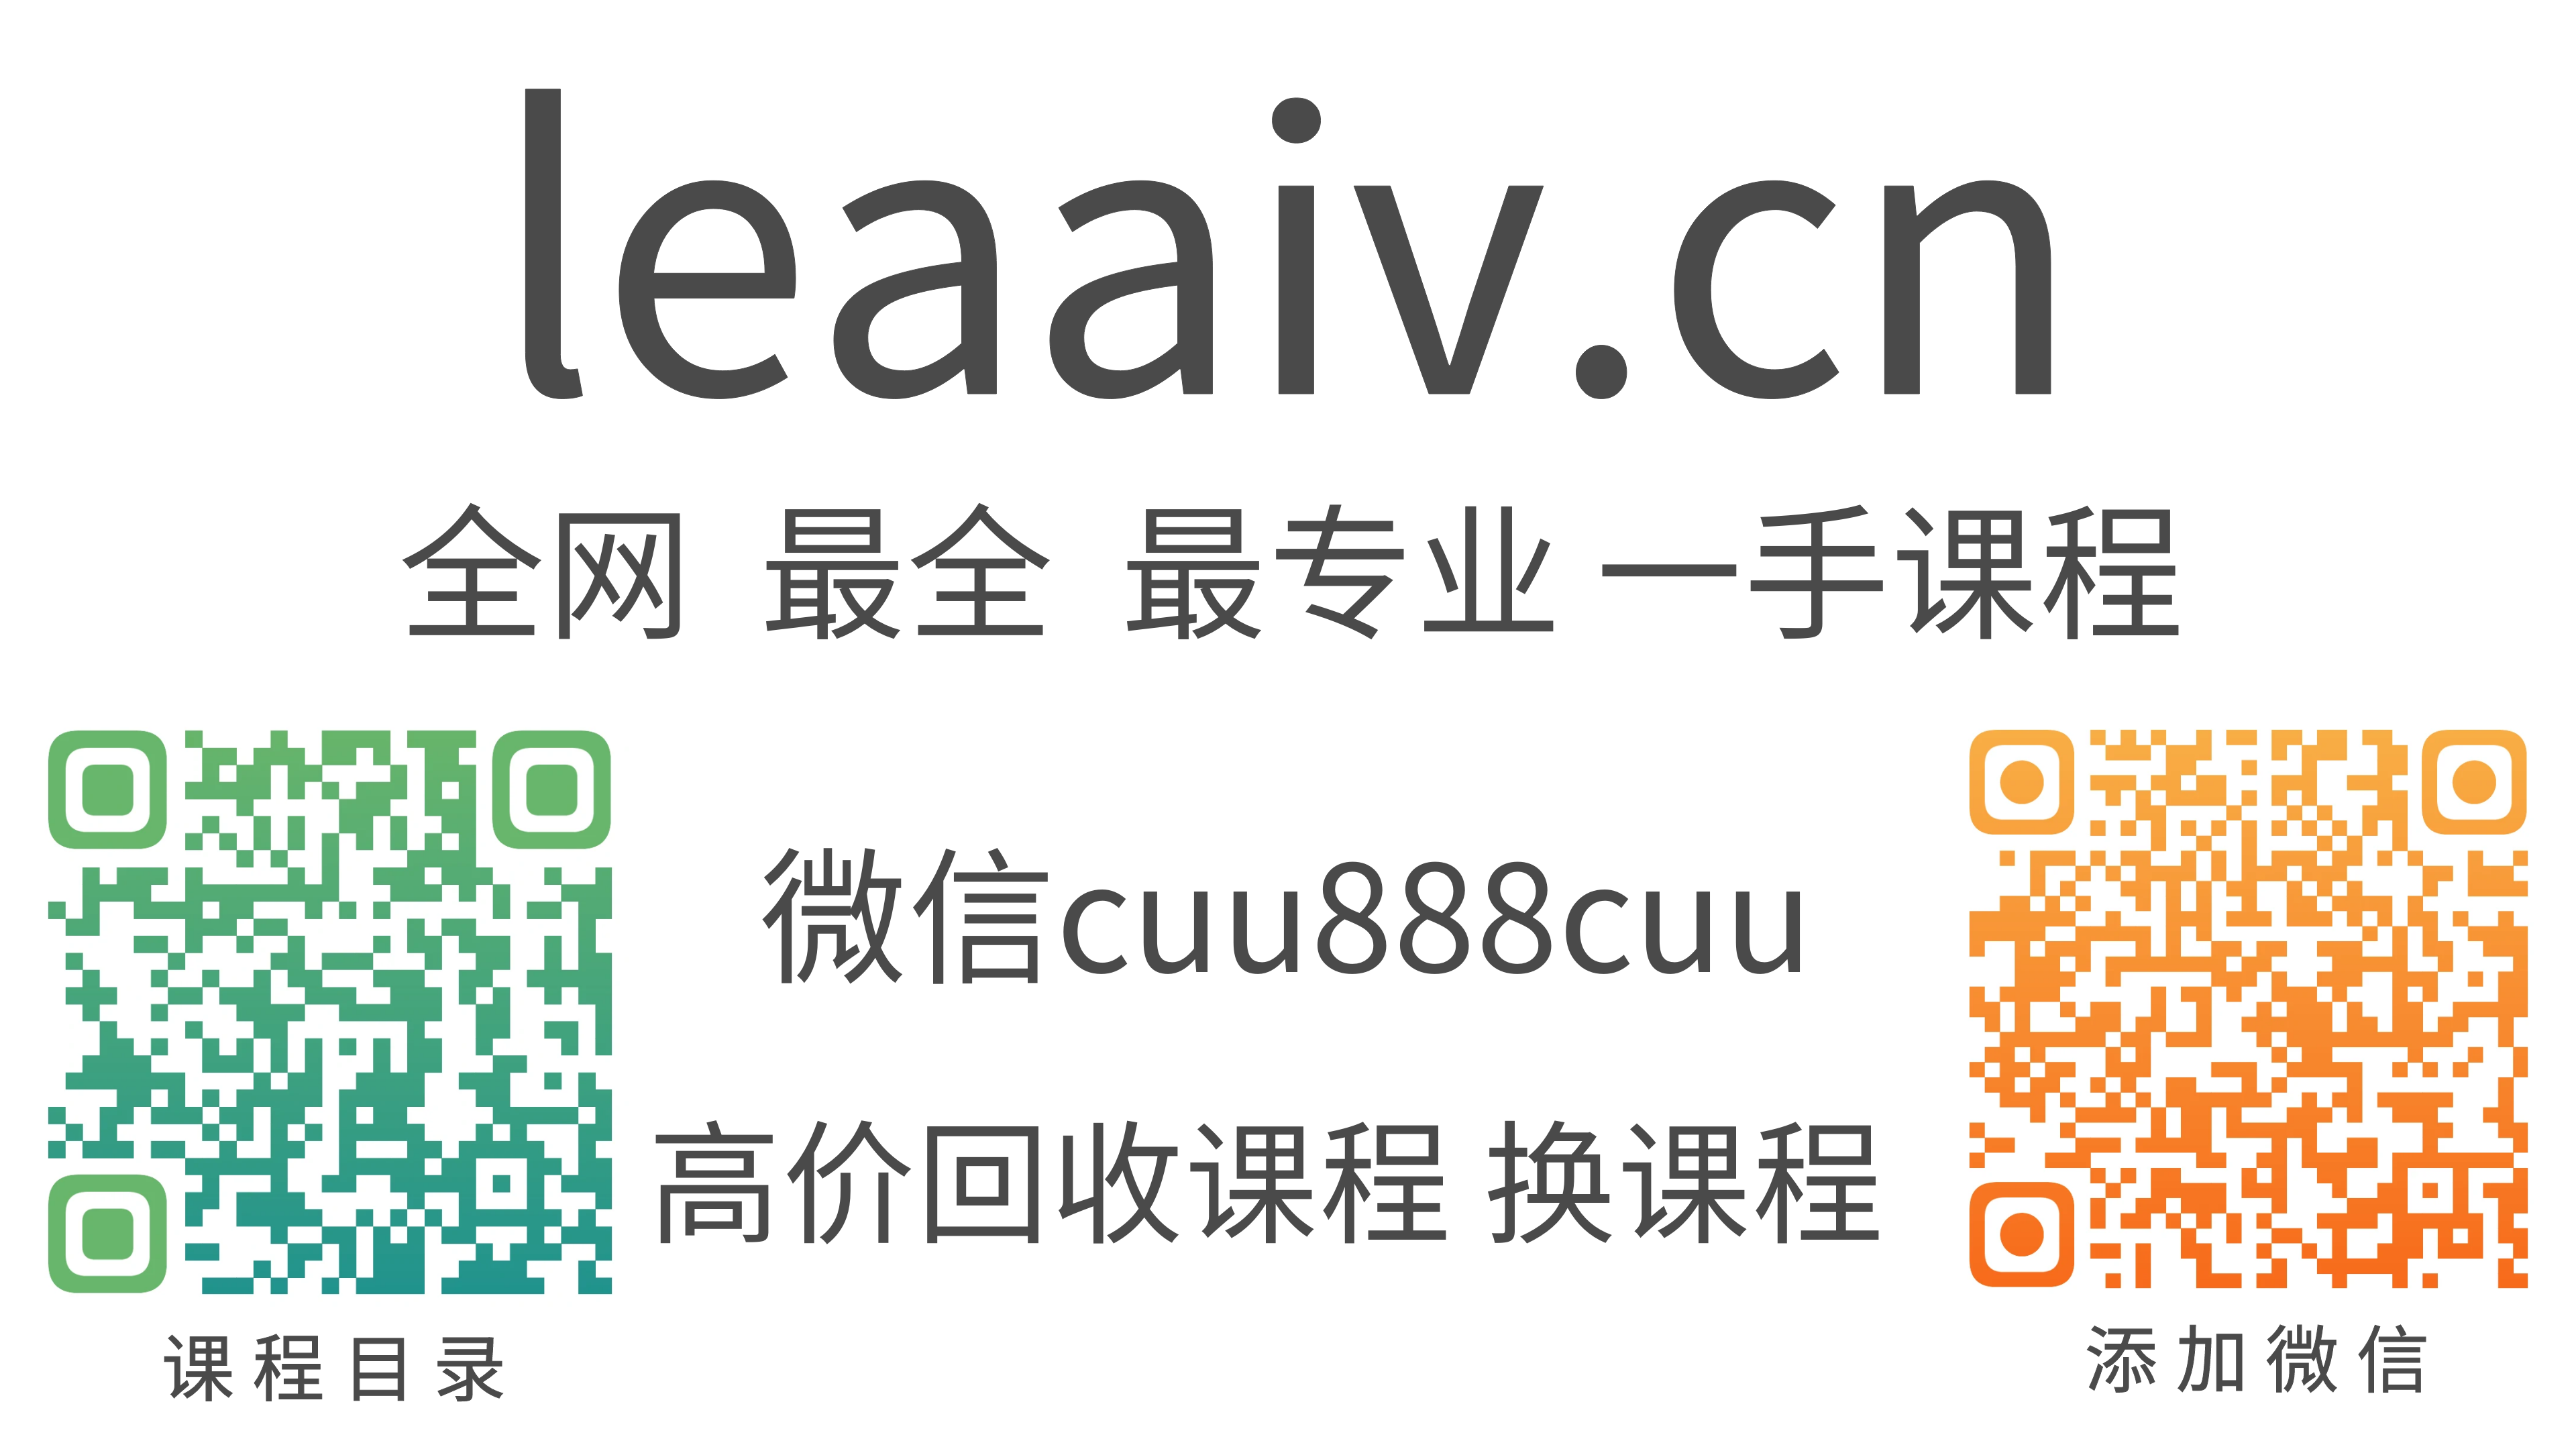 leaaiv.cn
全网 最全 最专业 一手课程
微信cuu888cuu
高价回收课程 换课程
课程目录
添加微信